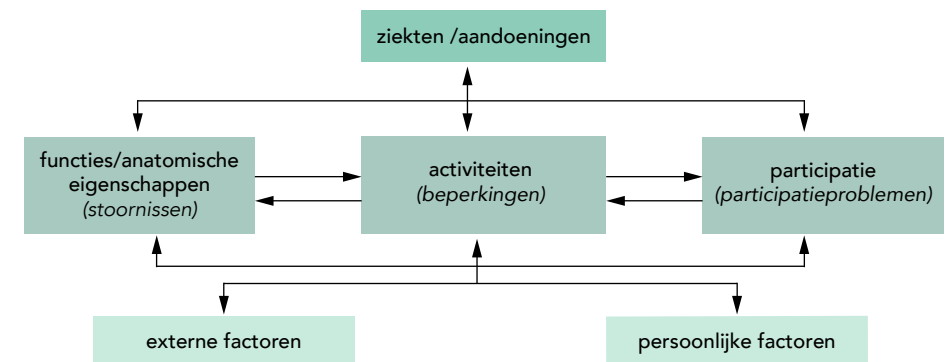 ziekten /aandoeningen
functies/anatomische
eigenschappen
(stoornissen)
activiteiten
(beperkingen)
participatie
(participatieproblemen)
externe factoren
persoonlijke factoren